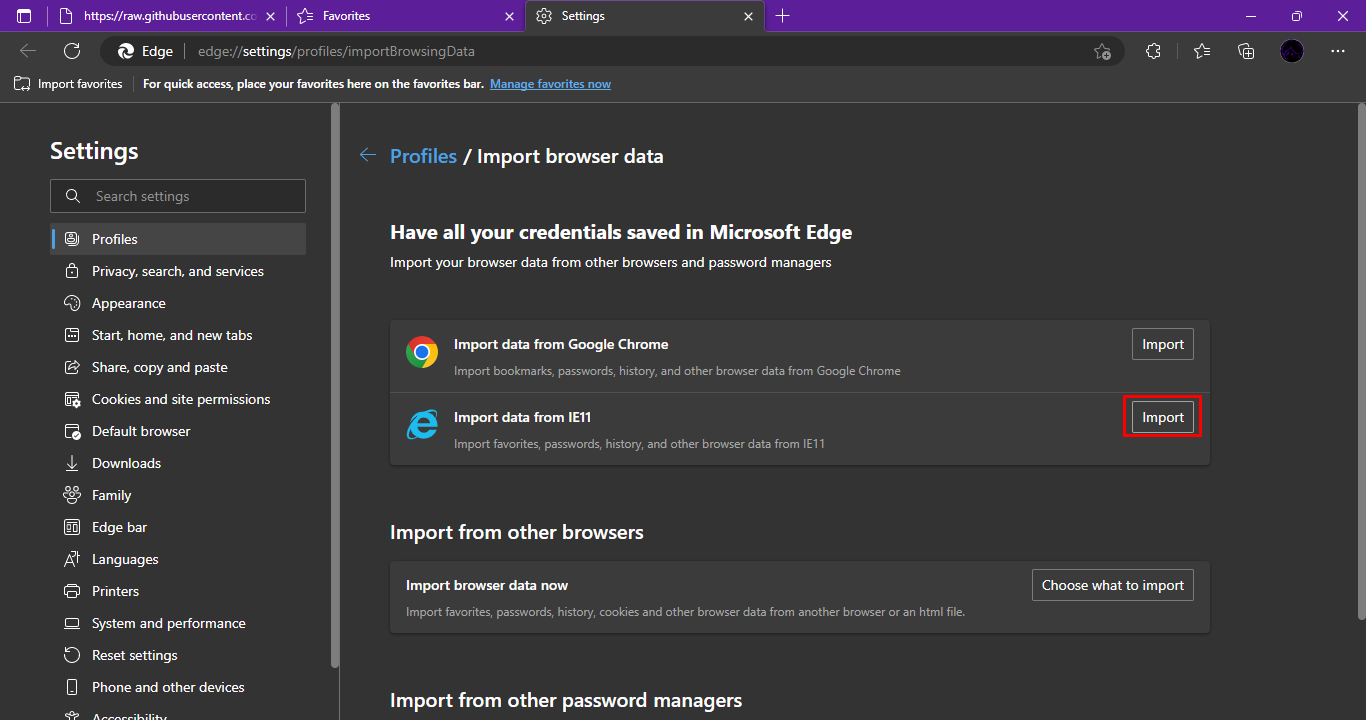 https://raw.githubusercontent.co
Favorites
Settings
Edge
edge://settings/profiles/importBrowsingData
Import favorites
For quick access, place your favorites here on the favorites bar. Manage favorites now
Settings
Search settings
Profiles
Privacy, search, and services
Appearance
Start, home, and new tabs
Share, copy and paste
Cookies and site permissions
Default browser
Downloads
Family
Edge bar
Languages
Printers
System and performance
Reset settings
Phone and other devices
Accessibility
Profiles / Import browser data
Have all your credentials saved in Microsoft Edge
Import your browser data from other browsers and password managers
Import data from Google Chrome
Import
Import bookmarks, passwords, history, and other browser data from Google Chrome
Import data from IE11
Import
Import favorites, passwords, history, and other browser data from IE11
Import from other browsers
Import browser data now
Choose what to import
Import favorites, passwords, history, cookies and other browser data from another browser or an html file.
Import from other password managers